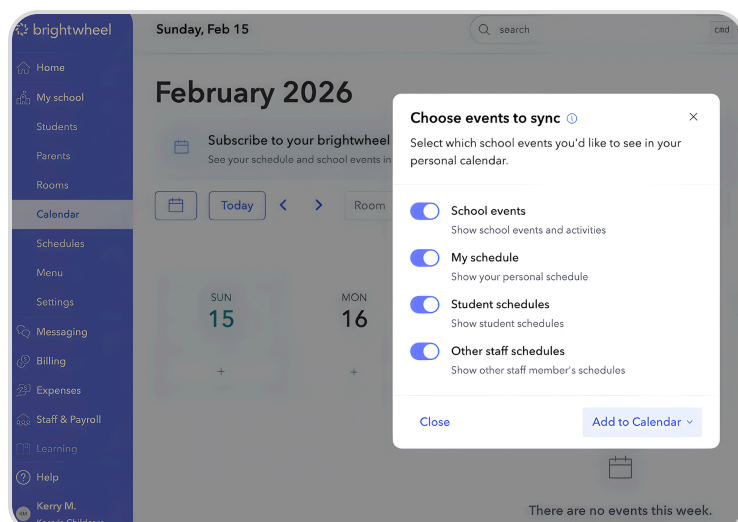 brightwheel
Home
My school
Students
Parents
Rooms
Calendar
Schedules
Menu
Settings
Messaging
Billing
Expenses
Staff & Payroll
Learning
Help
KM
Kerry M.
Kerry's Childcare
Sunday, Feb 15
search
cmd
February 2026
Subscribe to your brightwheel
See your schedule and school events in
Today
Room
SUN
15
+
MON
16
+
There are no events this week.
Choose events to sync
Select which school events you'd like to see in your
personal calendar.
School events
Show school events and activities
My schedule
Show your personal schedule
Student schedules
Show student schedules
Other staff schedules
Show other staff member's schedules
Close
Add to Calendar